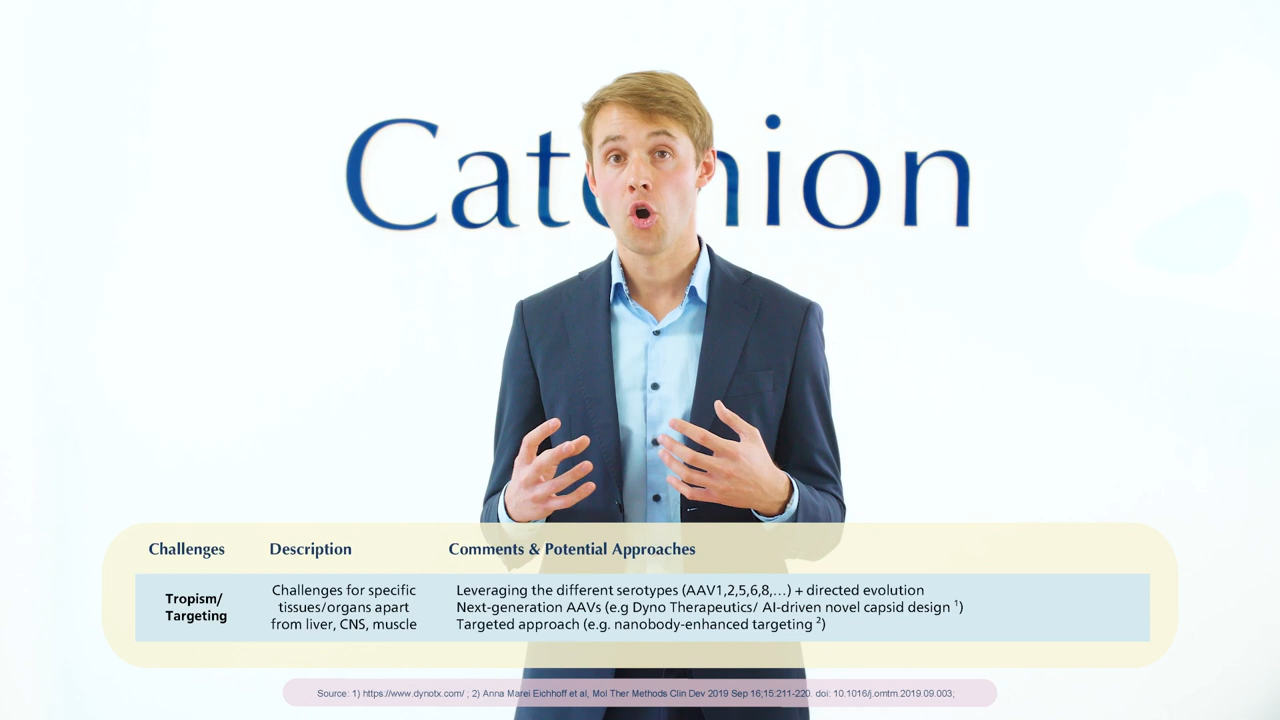 Catenion
Challenges Description Comments & Potential Approaches
Tropism/
Targeting
Challenges for specific
tissues/organs apart
from liver, CNS, muscle
Leveraging the different serotypes (AAV1,2,5,6,8,...) + directed evolution
Next-generation AAVs (e.g Dyno Therapeutics/ AI-driven novel capsid design ¹)
Targeted approach (e.g. nanobody-enhanced targeting ²)
Source: 1) https://www.dynotx.com/ ; 2) Anna Marei Eichhoff et al, Mol Ther Methods Clin Dev 2019 Sep 16;15:211-220. doi: 10.1016/j.omtm.2019.09.003;